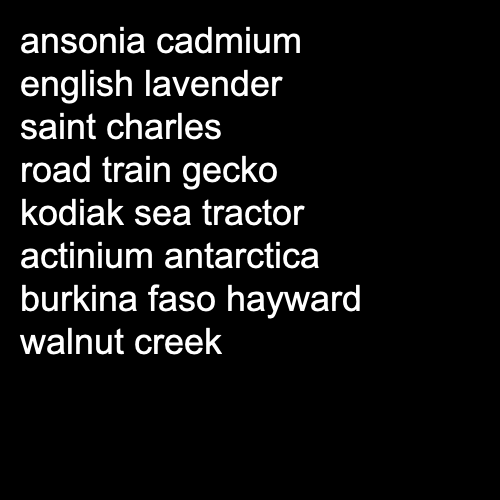 ansonia cadmium
english lavender
saint charles
road train gecko
kodiak sea tractor
actinium antarctica
burkina faso hayward
walnut creek